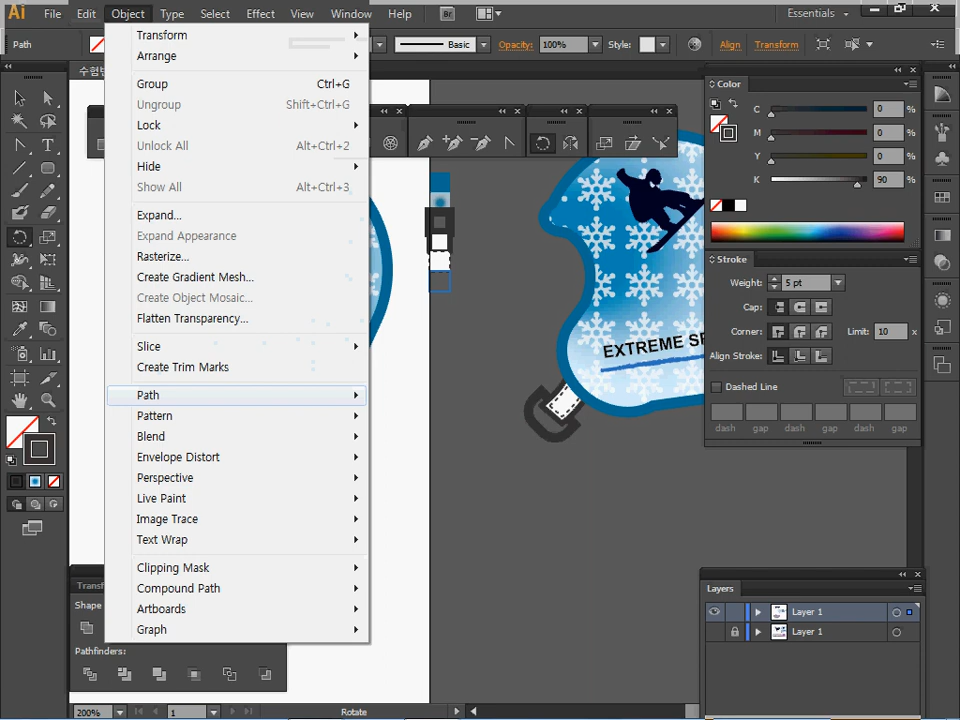 Ai File Edit Object Type Select Effect View Window Help Br Essentials
Path Basic Opacity: 100% Style: Align Transform
수험번
Transform
Arrange
Group Ctrl+G
Ungroup Shift+Ctrl+G
Lock
Unlock All Alt+Ctrl+2
Hide
Show All Alt+Ctrl+3
Expand...
Expand Appearance
Rasterize...
Create Gradient Mesh...
Create Object Mosaic...
Flatten Transparency...
Slice
Create Trim Marks
Path
Pattern
Blend
Envelope Distort
Perspective
Live Paint
Image Trace
Text Wrap
Clipping Mask
Compound Path
Artboards
Graph
Transf
Shape
Pathfinders:
EXTREME SP
Color
C 0 %
M 0 %
Y 0 %
K 90 %
Stroke
Weight: 5 pt
Cap:
Corner: Limit: 10 x
Align Stroke:
Dashed Line
dash gap dash gap dash gap
Layers
Layer 1
Layer 1
200% 1 Rotate